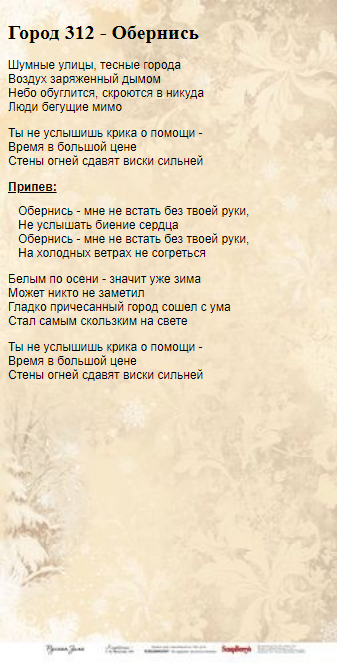 Город 312 - Обернись
Шумные улицы, тесные города
Воздух заряженный дымом
Небо обуглится, скроются в никуда
Люди бегущие мимо
Ты не услышишь крика о помощи -
Время в большой цене
Стены огней сдавят виски сильней
Припев:
Обернись - мне не встать без твоей руки,
Не услышать биение сердца
Обернись - мне не встать без твоей руки,
На холодных ветрах не согреться
Белым по осени - значит уже зима
Может никто не заметил
Гладко причесанный город сошел с ума
Стал самым скользким на свете
Ты не услышишь крика о помощи -
Время в большой цене
Стены огней сдавят виски сильней
Русская Зима
ScrapBerry's